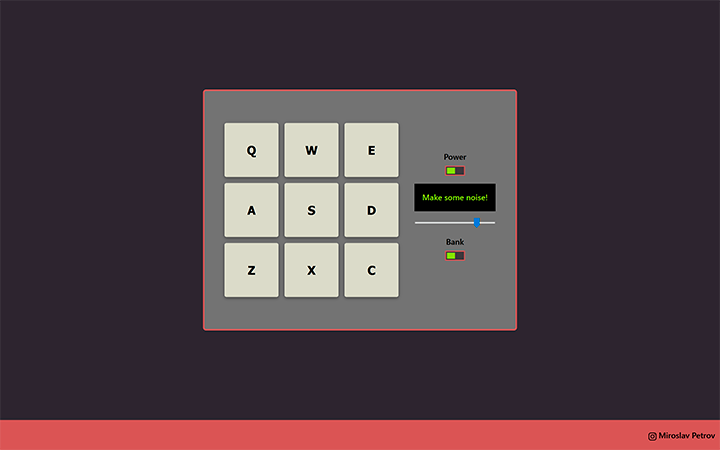 Q W E
Power
Make some noise!
A S D
Bank
Z X C
Miroslav Petrov